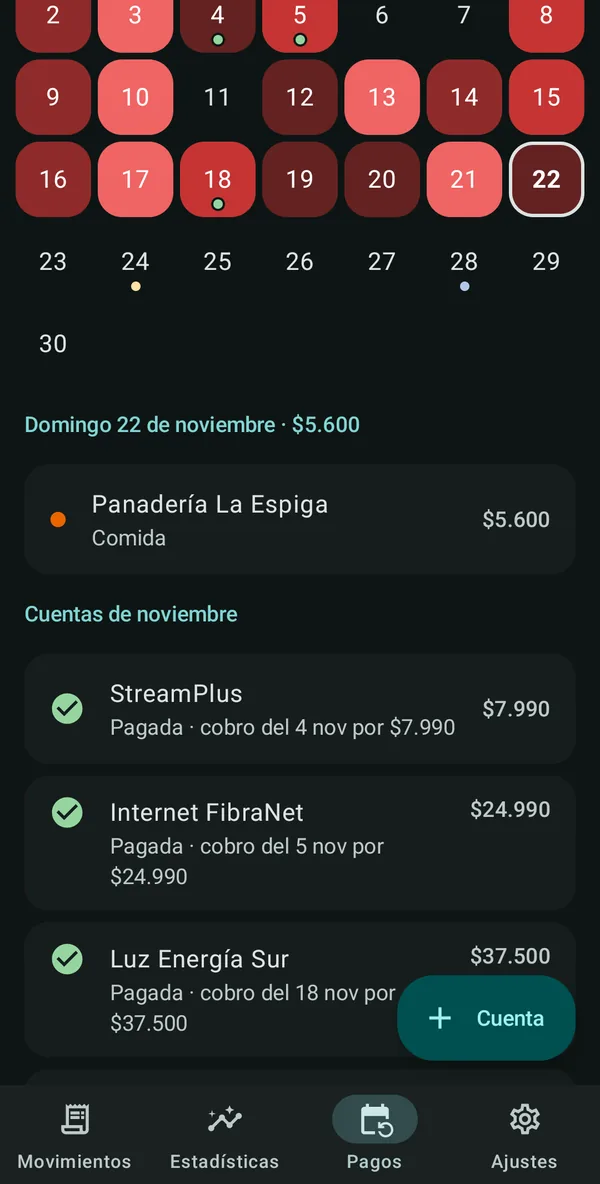 2 3 4 5 6 7 8
9 10 11 12 13 14 15
16 17 18 19 20 21 22
23 24 25 26 27 28 29
30
Domingo 22 de noviembre · $5.600
Panadería La Espiga
$5.600
Comida
Cuentas de noviembre
StreamPlus
$7.990
Pagada · cobro del 4 nov por $7.990
Internet FibraNet
$24.990
Pagada · cobro del 5 nov por
$24.990
Luz Energía Sur
$37.500
Pagada · cobro del 18 nov por
$37.500
Cuenta
Movimientos Estadísticas Pagos Ajustes